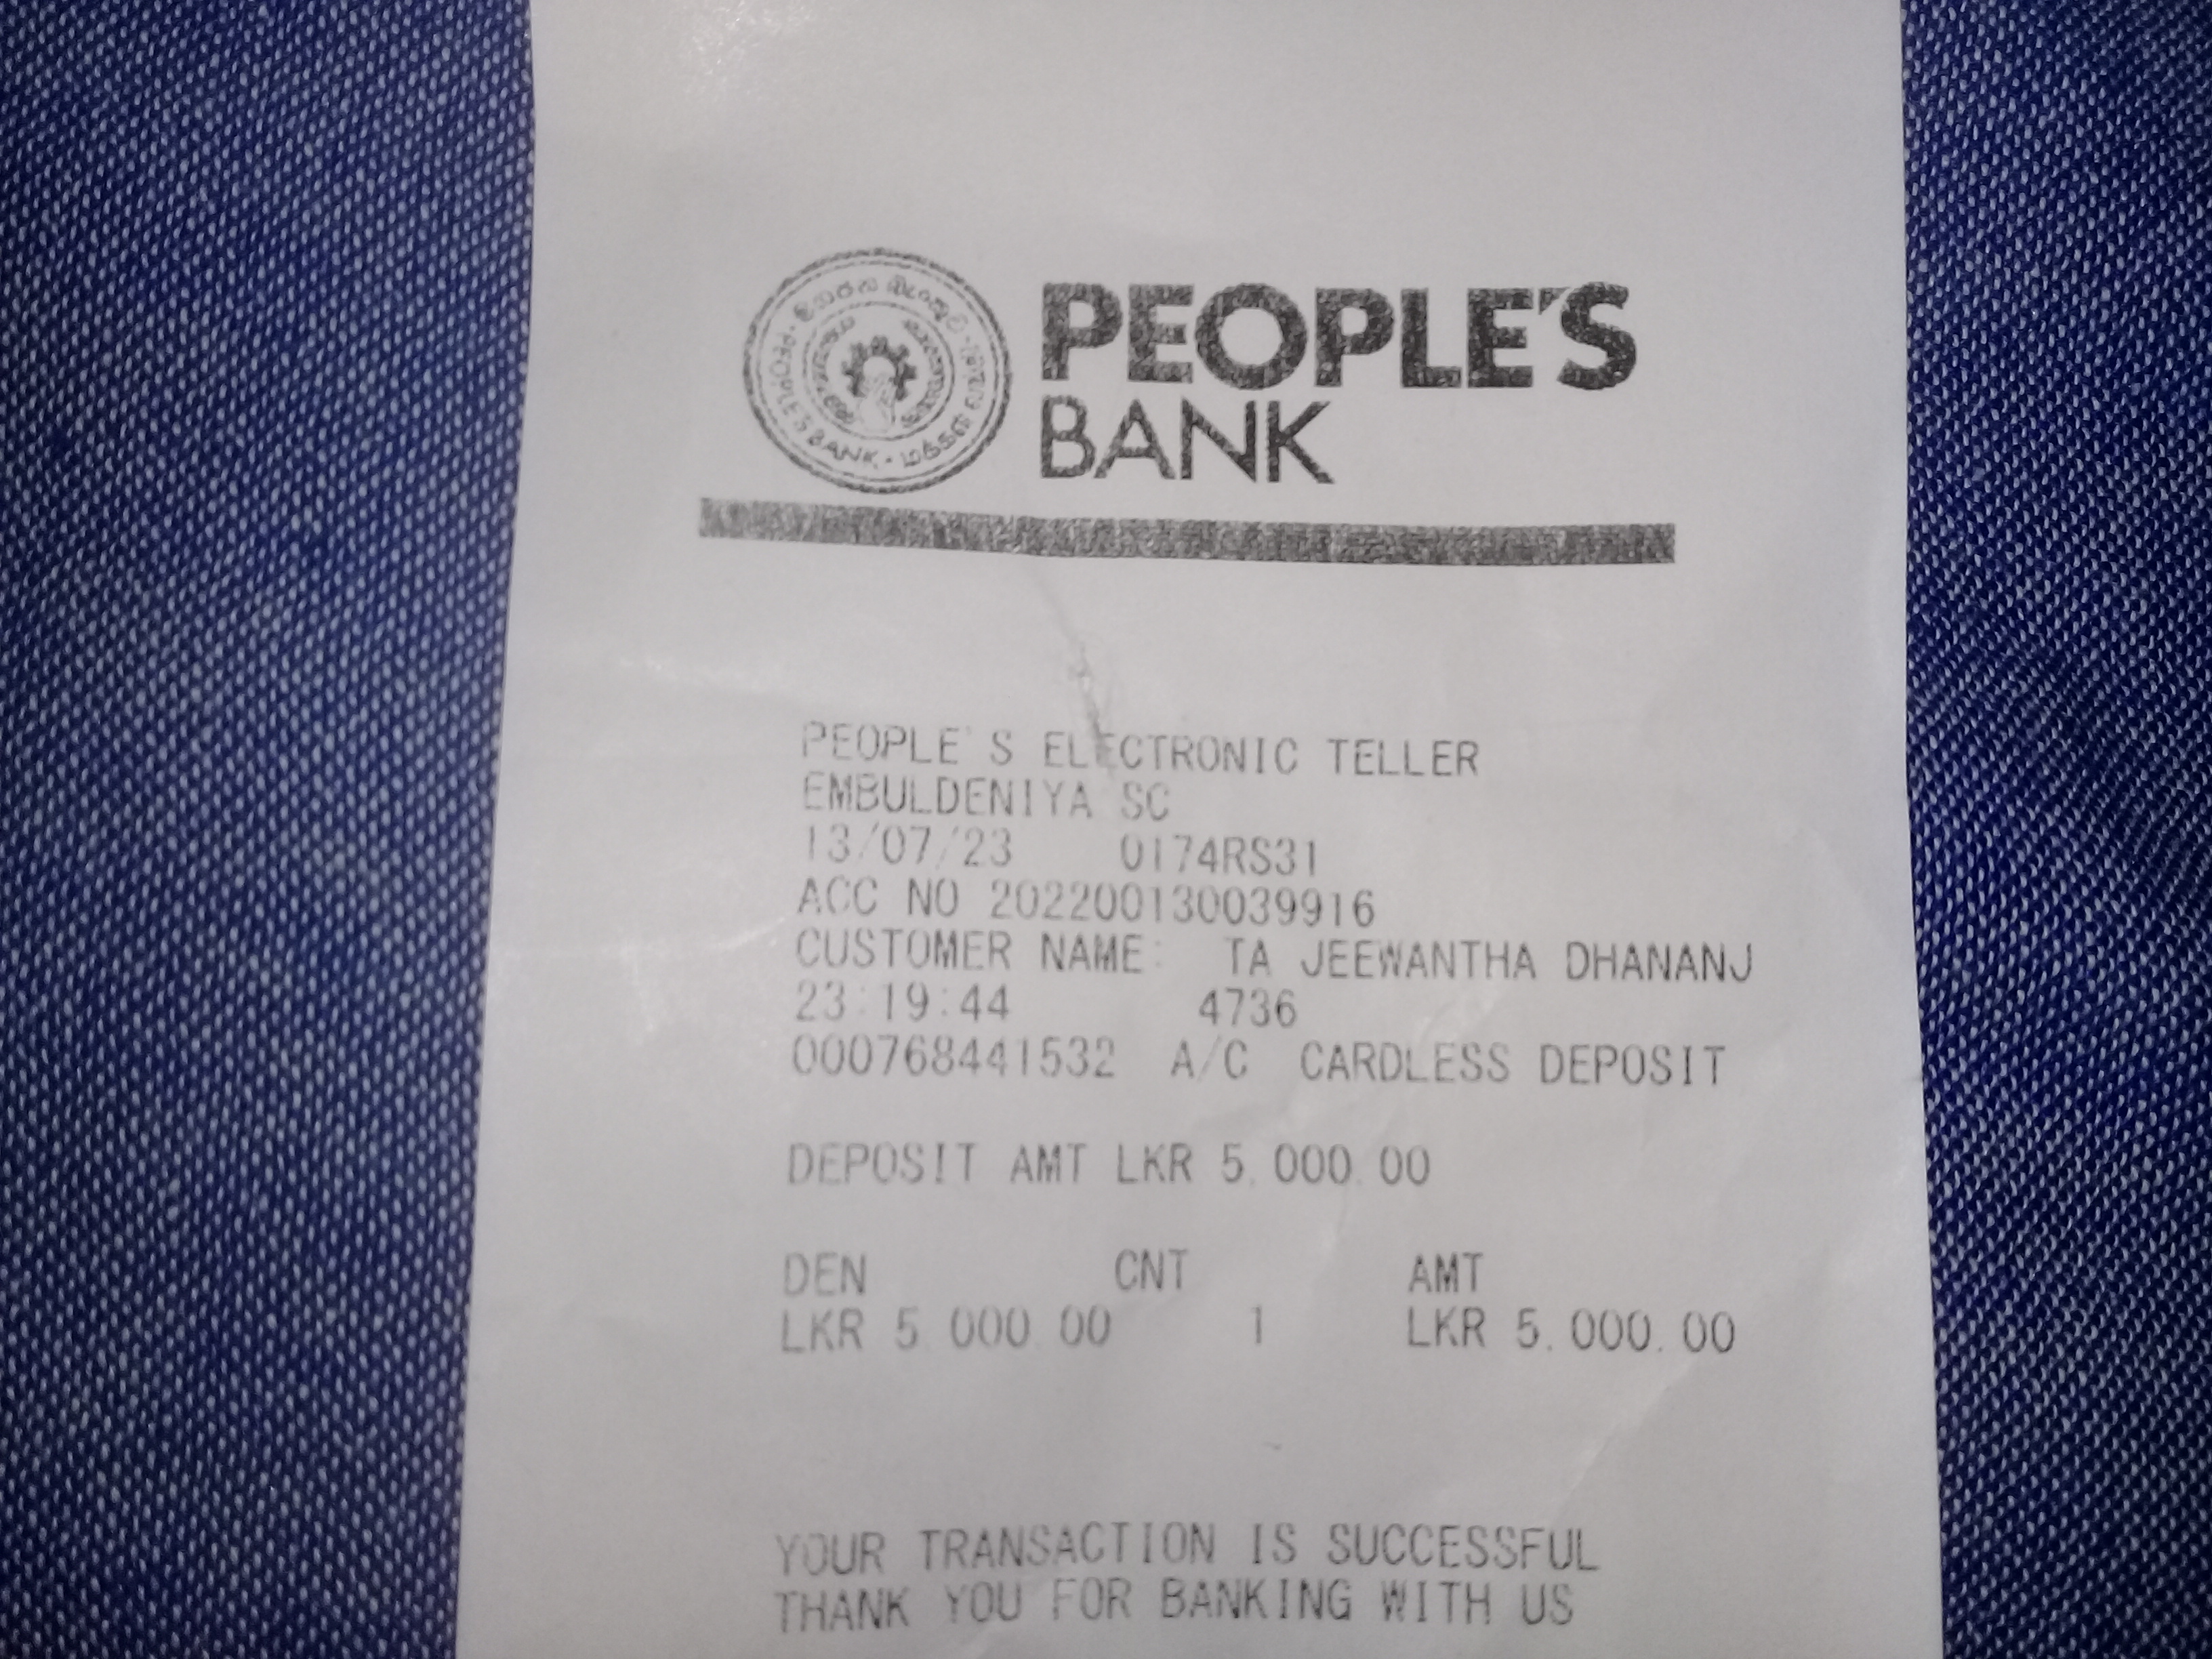 PEOPLE'S BANK
PEOPLE'S
BANK
PEOPLE'S ELECTRONIC TELLER
EMBULDENIYA SC
13/07/23 0174RS31
ACC NO 202200130039916
CUSTOMER NAME: TA JEEWANTHA DHANANJ
23:19:44 4736
000768441532 A/C CARDLESS DEPOSIT
DEPOSIT AMT LKR 5,000.00
DEN CNT AMT
LKR 5,000.00 1 LKR 5,000.00
YOUR TRANSACTION IS SUCCESSFUL
THANK YOU FOR BANKING WITH US